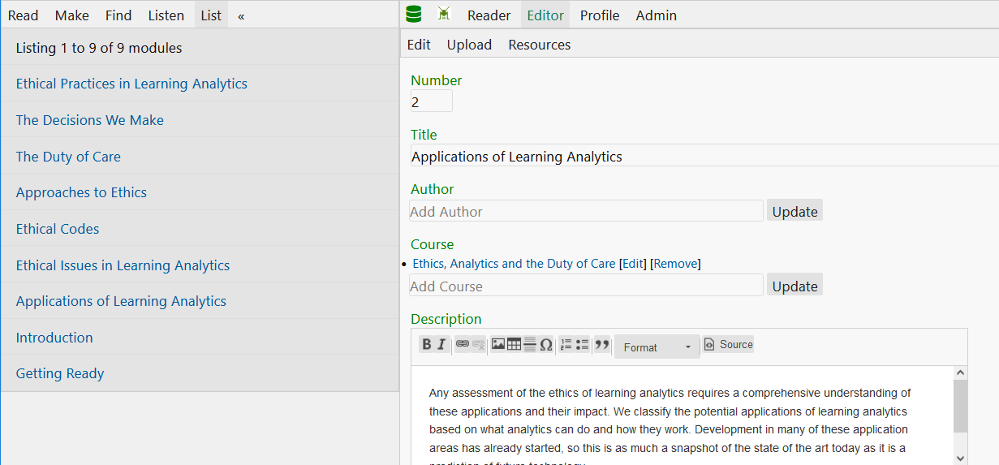 Read Make Find Listen List «
Listing 1 to 9 of 9 modules
Ethical Practices in Learning Analytics
The Decisions We Make
The Duty of Care
Approaches to Ethics
Ethical Codes
Ethical Issues in Learning Analytics
Applications of Learning Analytics
Introduction
Getting Ready
Reader Editor Profile Admin
Edit Upload Resources
Number
2
Title
Applications of Learning Analytics
Author
Add Author Update
Course
• Ethics, Analytics and the Duty of Care [Edit] [Remove]
Add Course Update
Description
B I Ω Format Source
Any assessment of the ethics of learning analytics requires a comprehensive understanding of
these applications and their impact. We classify the potential applications of learning analytics
based on what analytics can do and how they work. Development in many of these application
areas has already started, so this is as much a snapshot of the state of the art today as it is a
prediction of future technology.